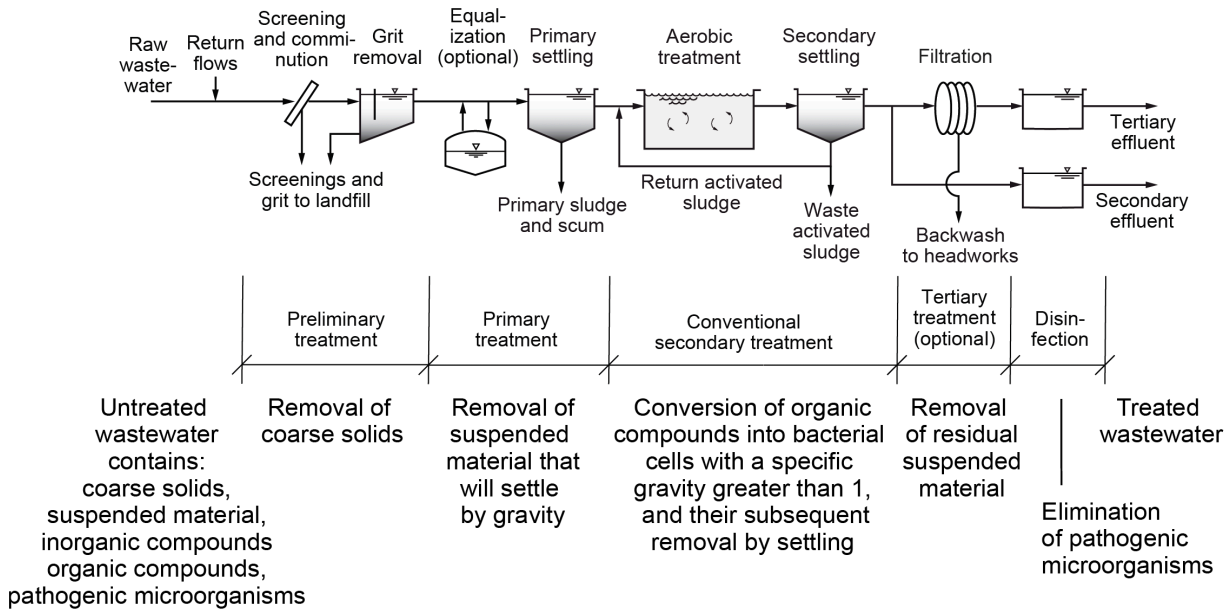 Raw
waste-
water
Return
flows
Screening
and commi-
nution
Grit
removal
Equal-
ization
(optional)
Primary
settling
Aerobic
treatment
Secondary
settling
Filtration
Tertiary
effluent
Secondary
effluent
Screenings and
grit to landfill
Primary sludge
and scum
Return activated
sludge
Waste
activated
sludge
Backwash
to headworks
Preliminary
treatment
Primary
treatment
Conventional
secondary treatment
Tertiary
treatment
(optional)
Disin-
fection
Untreated
wastewater
contains:
coarse solids,
suspended material,
inorganic compounds
organic compounds,
pathogenic microorganisms
Removal of
coarse solids
Removal of
suspended
material that
will settle
by gravity
Conversion of organic
compounds into bacterial
cells with a specific
gravity greater than 1,
and their subsequent
removal by settling
Removal
of residual
suspended
material
Elimination
of pathogenic
microorganisms
Treated
wastewater